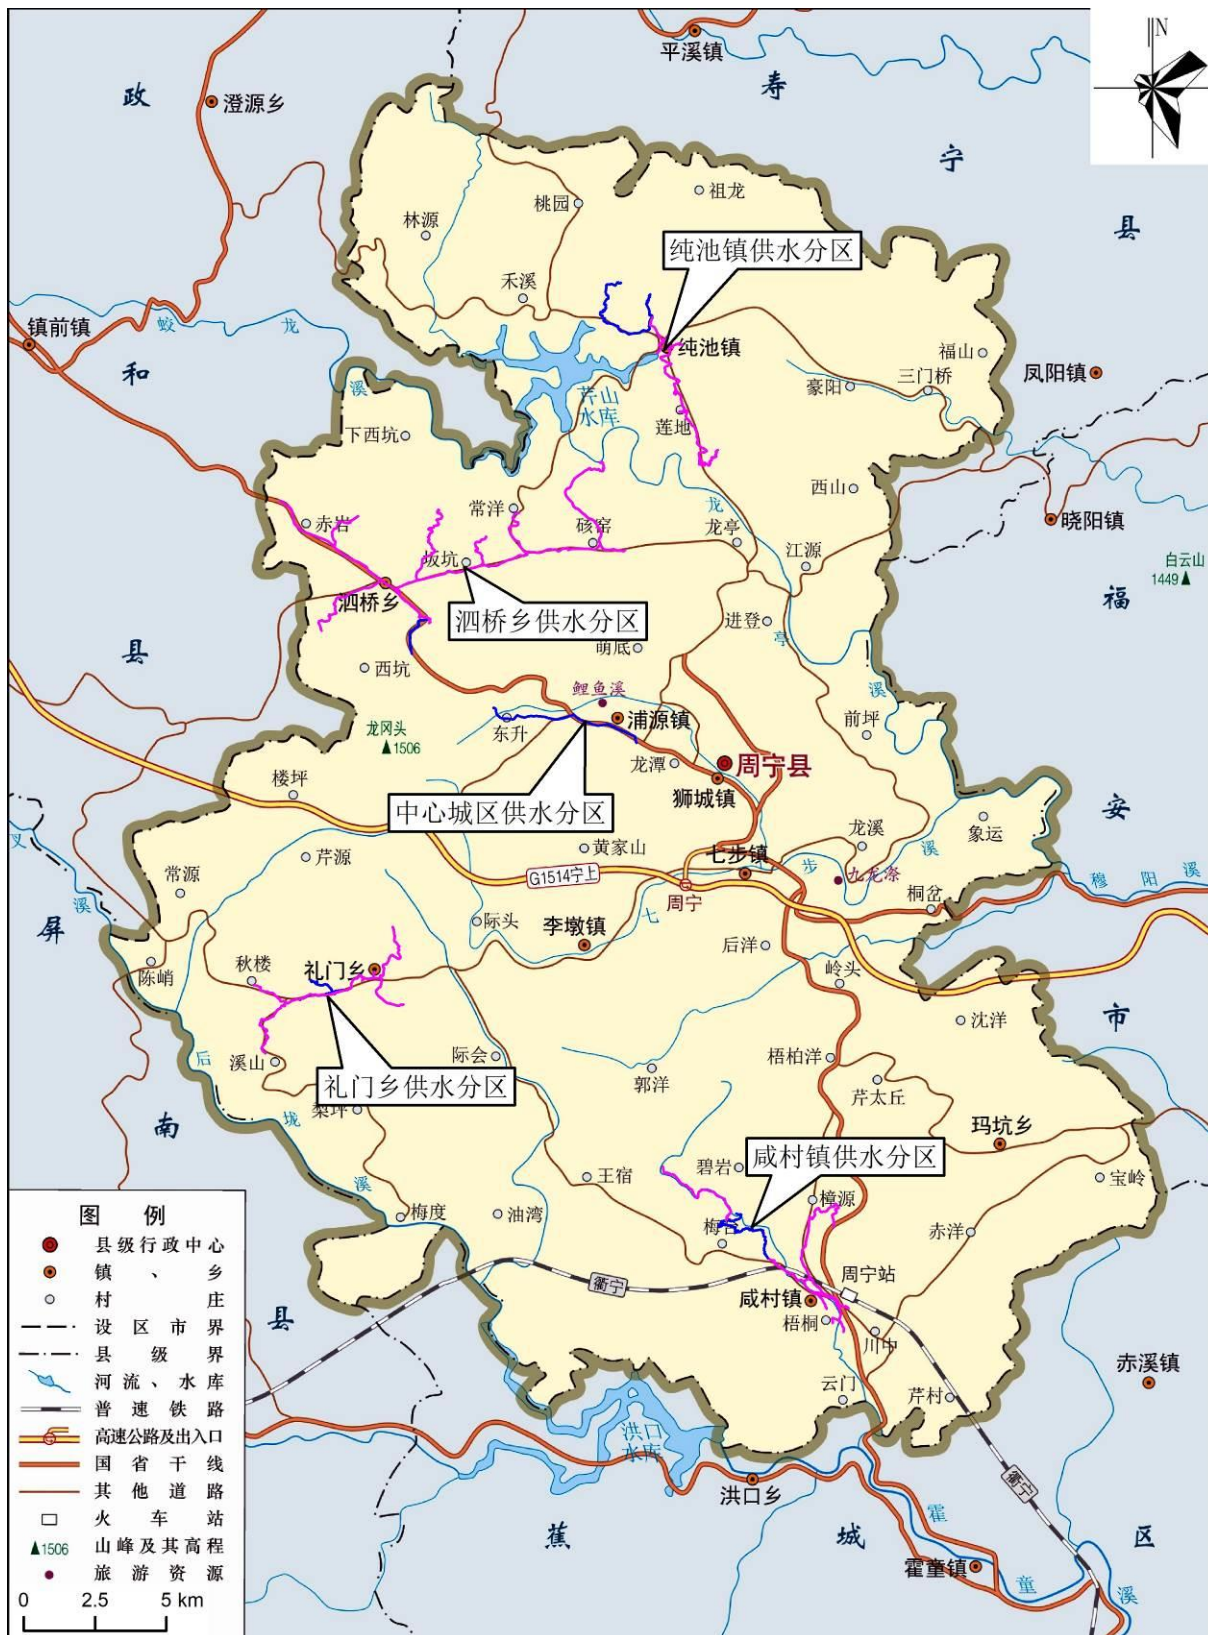 N
平溪镇
寿
宁
县
政
澄源乡
祖龙
桃园
林源
纯池镇供水分区
禾溪
镇前镇
蛟
龙
溪
和
纯池镇
福山
凤阳镇
三门桥
豪阳
芹山
水库
莲地
下西坑
西山
常洋
龙
赤岩
硋窑
龙亭
晓阳镇
江源
坂坑
白云山
1449
泗桥乡
福
泗桥乡供水分区
进登
亭
县
萌底
西坑
溪
鲤鱼溪
浦源镇
东升
龙冈头
1506
前坪
龙潭
周宁县
狮城镇
楼坪
中心城区供水分区
安
象运
龙溪
溪
叉
溪
黄家山
芹源
七步镇
步
九龙漈
穆阳溪
常源
G1514宁上
周宁
桐岔
屏
际头
七
李墩镇
后洋
陈峭
秋楼
礼门乡
岭头
沈洋
市
后
溪山
际会
梧柏洋
郭洋
礼门乡供水分区
芹太丘
梨坪
垅
南
玛坑乡
咸村镇供水分区
碧岩
王宿
宝岭
溪
樟源
梅度
油湾
赤洋
周宁站
衢宁
咸村镇
梧桐
川中
县
赤溪镇
云门
芹村
洪口
水库
洪口乡
衢宁
蕉
城
区
霍
霍童镇
童
溪
图例
县级行政中心
镇、乡
村庄
设区市界
县级界
河流、水库
普速铁路
高速公路及出入口
国省干线
其他道路
火车站
1506 山峰及其高程
旅游资源
0 2.5 5 km